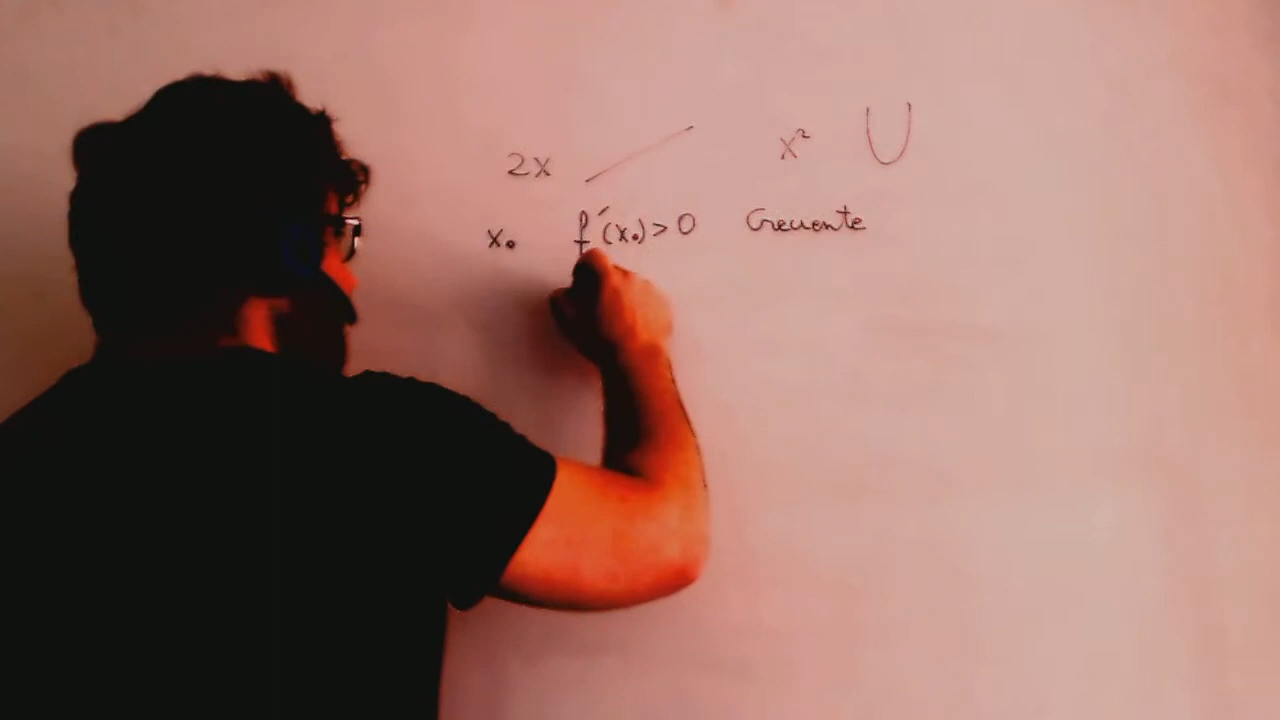 2x x²
x₀ f´(x₀) > 0 Creciente